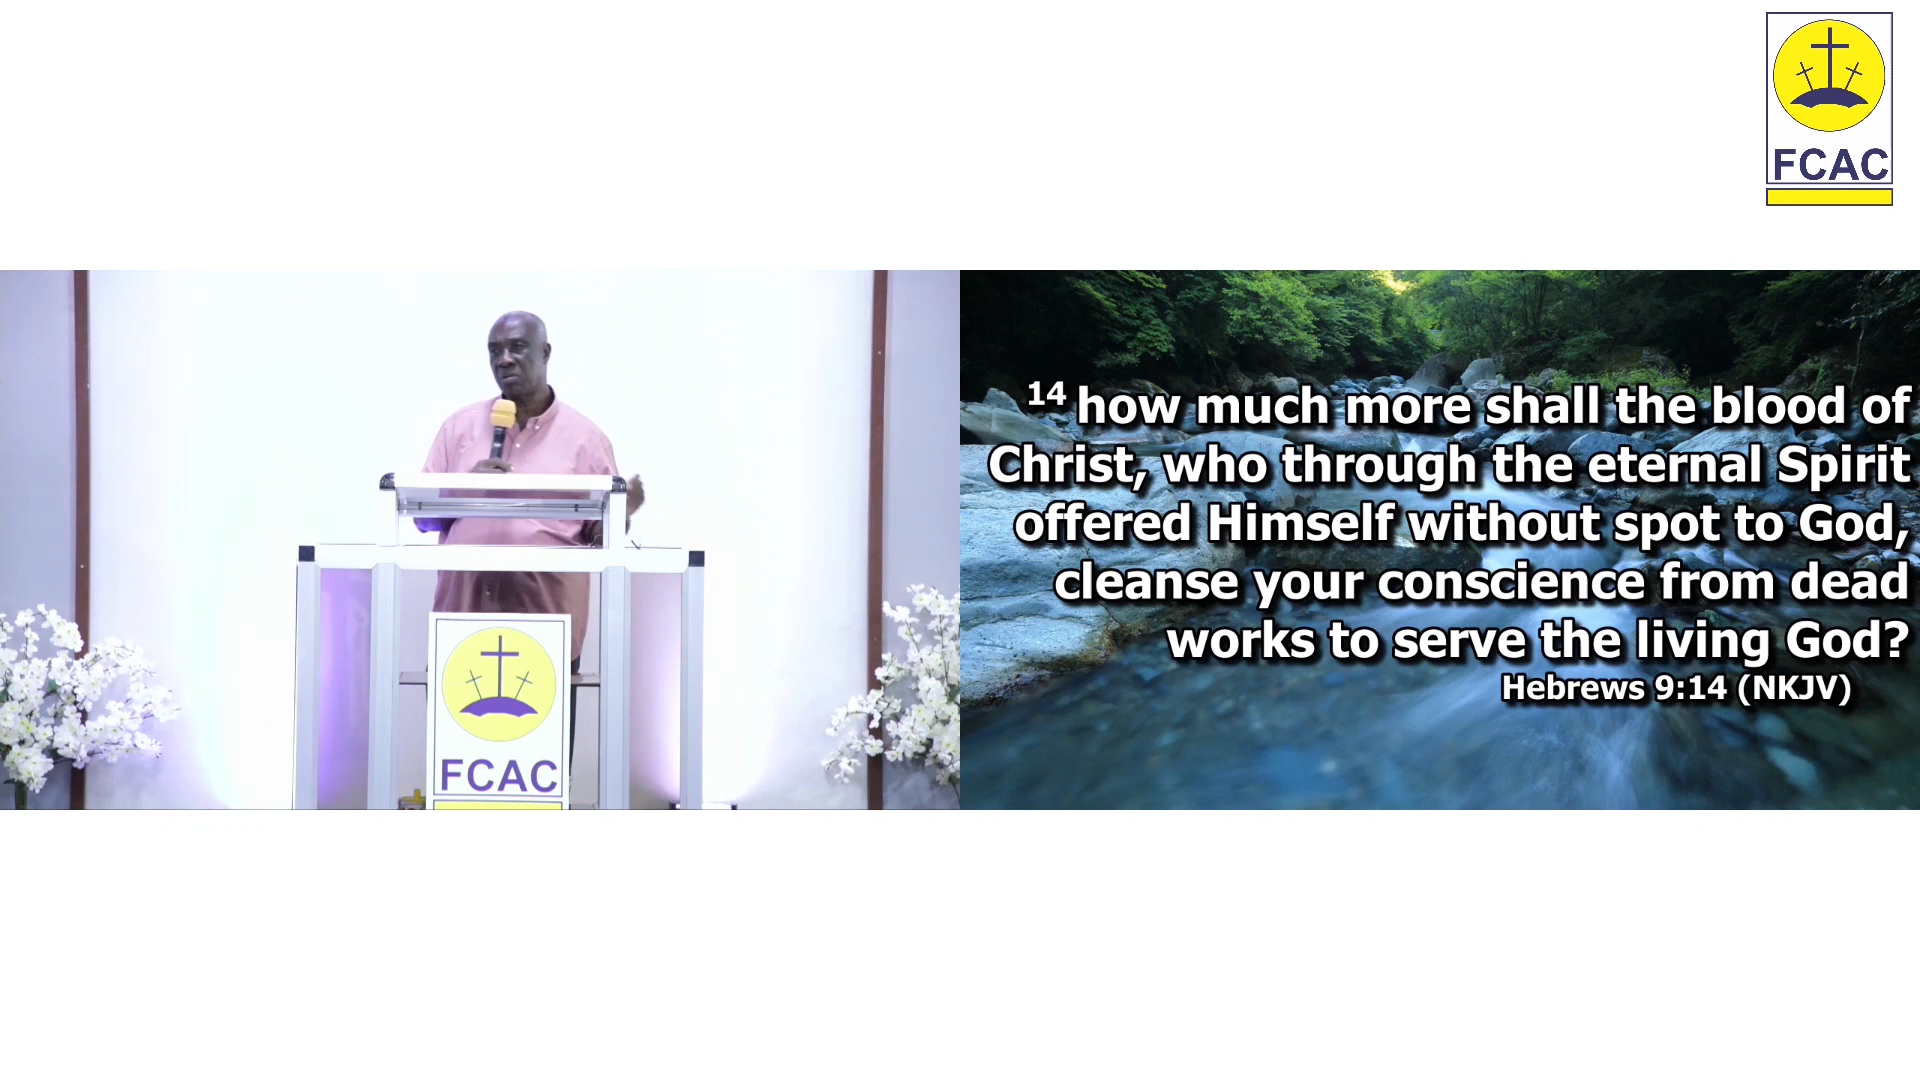 FCAC
14 how much more shall the blood of
Christ, who through the eternal Spirit
offered Himself without spot to God,
cleanse your conscience from dead
works to serve the living God?
Hebrews 9:14 (NKJV)
FCAC